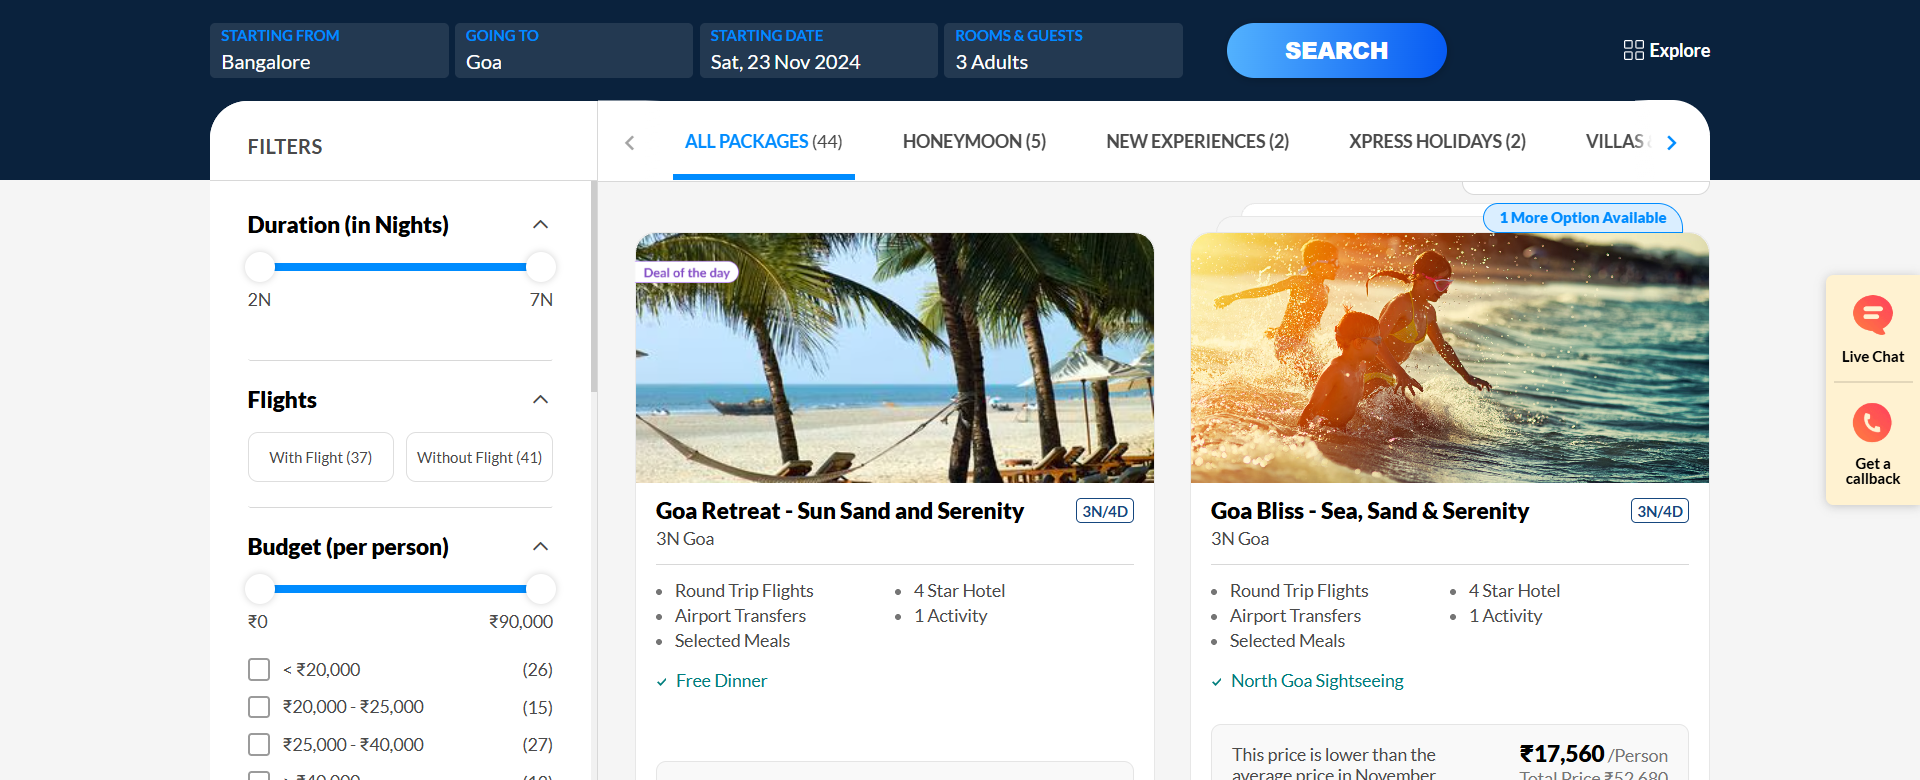 STARTING FROM
Bangalore
GOING TO
Goa
STARTING DATE
Sat, 23 Nov 2024
ROOMS & GUESTS
3 Adults
SEARCH
Explore
FILTERS
ALL PACKAGES (44)
HONEYMOON (5)
NEW EXPERIENCES (2)
XPRESS HOLIDAYS (2)
VILLAS
Duration (in Nights)
2N
7N
Flights
With Flight (37)
Without Flight (41)
Budget (per person)
₹0
₹90,000
< ₹20,000 (26)
₹20,000 - ₹25,000 (15)
₹25,000 - ₹40,000 (27)
Deal of the day
Goa Retreat - Sun Sand and Serenity
3N/4D
3N Goa
Round Trip Flights
Airport Transfers
Selected Meals
4 Star Hotel
1 Activity
Free Dinner
1 More Option Available
Goa Bliss - Sea, Sand & Serenity
3N/4D
3N Goa
Round Trip Flights
Airport Transfers
Selected Meals
4 Star Hotel
1 Activity
North Goa Sightseeing
This price is lower than the
average price in November
₹17,560 /Person
Total Price ₹52,680
Live Chat
Get a
callback